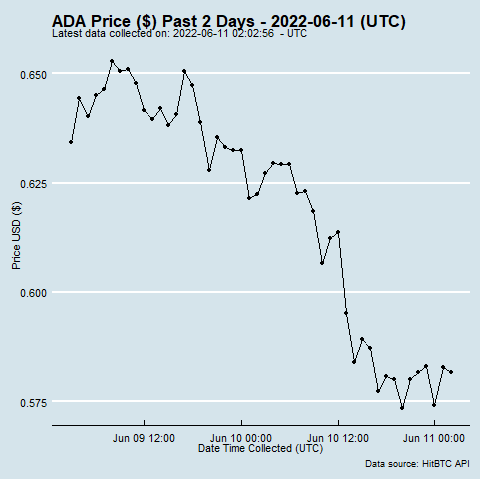 ADA Price ($) Past 2 Days - 2022-06-11 (UTC)
Latest data collected on: 2022-06-11 02:02:56  - UTC
0.650
0.625
0.600
0.575
Price USD ($)
Jun 09 12:00
Jun 10 00:00
Jun 10 12:00
Jun 11 00:00
Date Time Collected (UTC)
Data source: HitBTC API